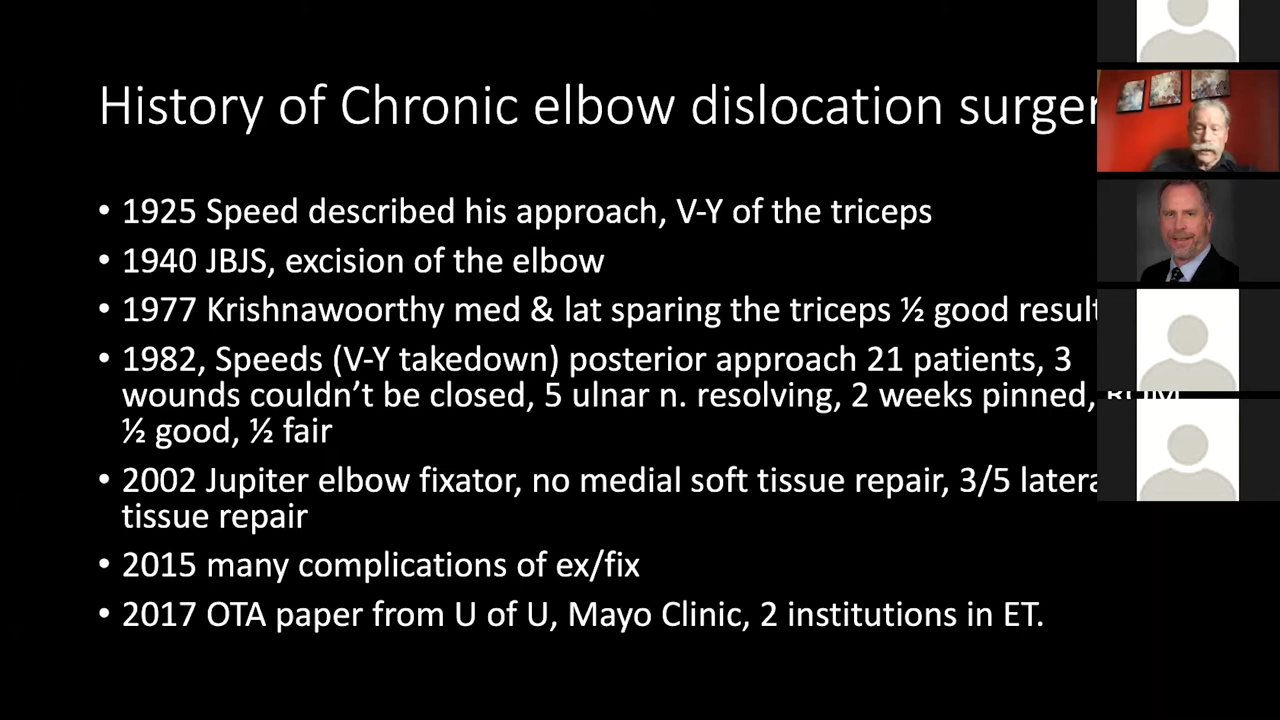 History of Chronic elbow dislocation surger
• 1925 Speed described his approach, V-Y of the triceps
• 1940 JBJS, excision of the elbow
• 1977 Krishnawoorthy med & lat sparing the triceps ½ good result
• 1982, Speeds (V-Y takedown) posterior approach 21 patients, 3
wounds couldn’t be closed, 5 ulnar n. resolving, 2 weeks pinned, ROM
½ good, ½ fair
• 2002 Jupiter elbow fixator, no medial soft tissue repair, 3/5 latera
tissue repair
• 2015 many complications of ex/fix
• 2017 OTA paper from U of U, Mayo Clinic, 2 institutions in ET.